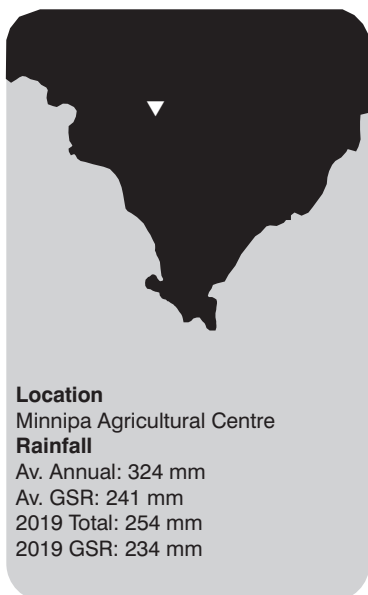 Location
Minnipa Agricultural Centre
Rainfall
Av. Annual: 324 mm
Av. GSR: 241 mm
2019 Total: 254 mm
2019 GSR: 234 mm